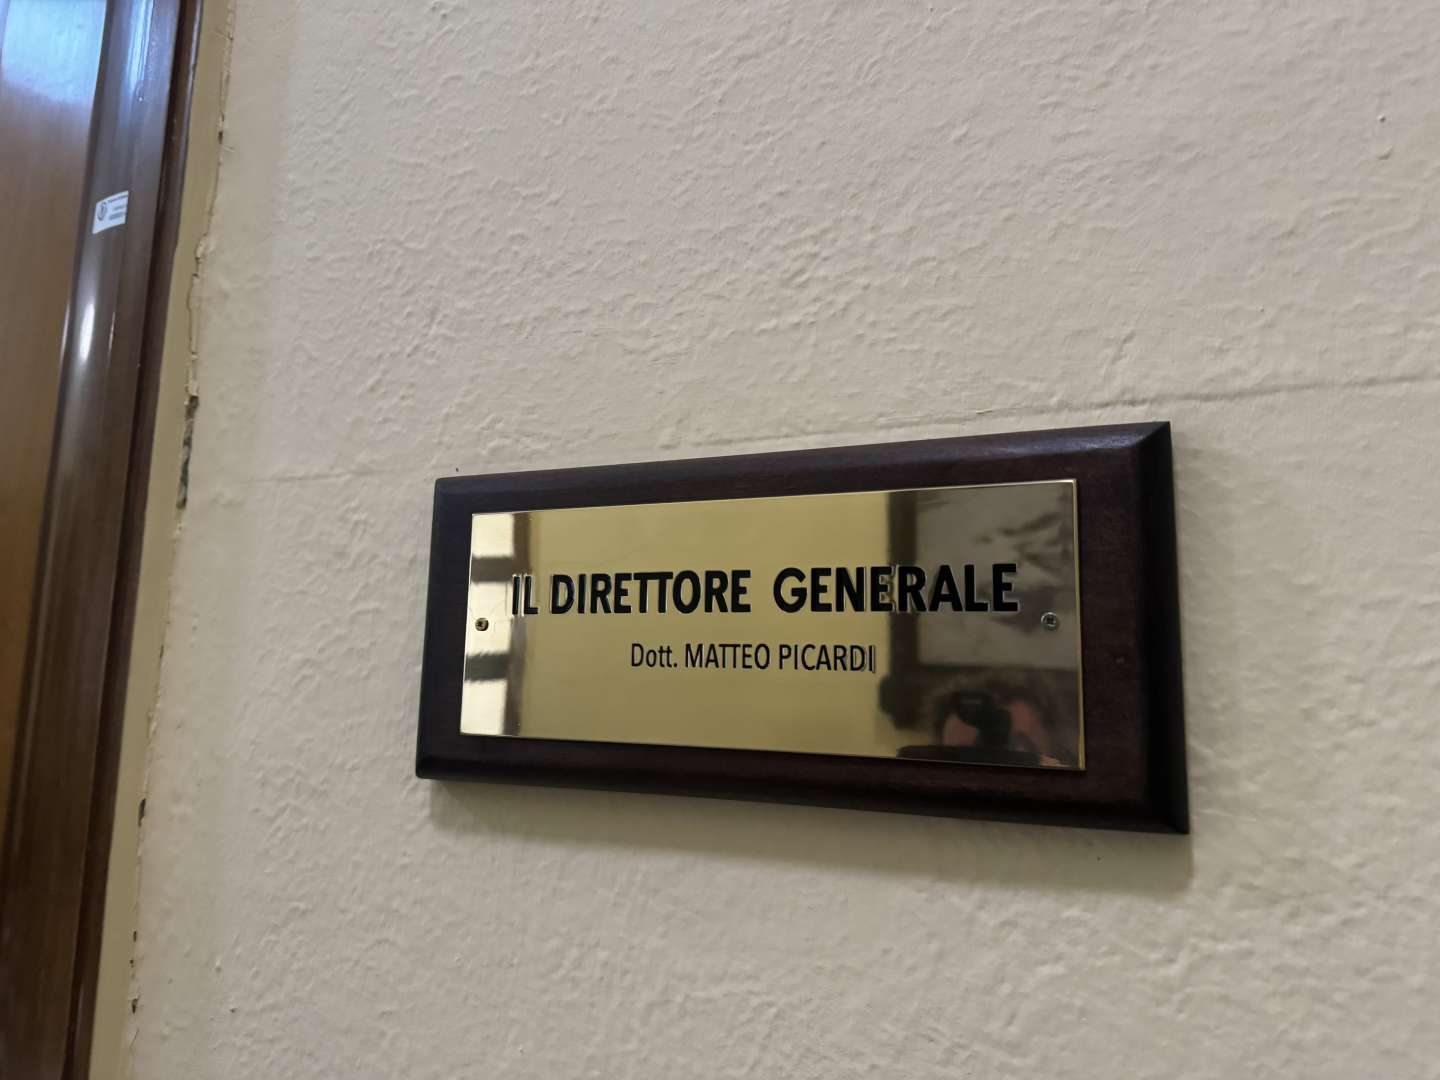 IL DIRETTORE GENERALE
Dott. MATTEO PICARDI